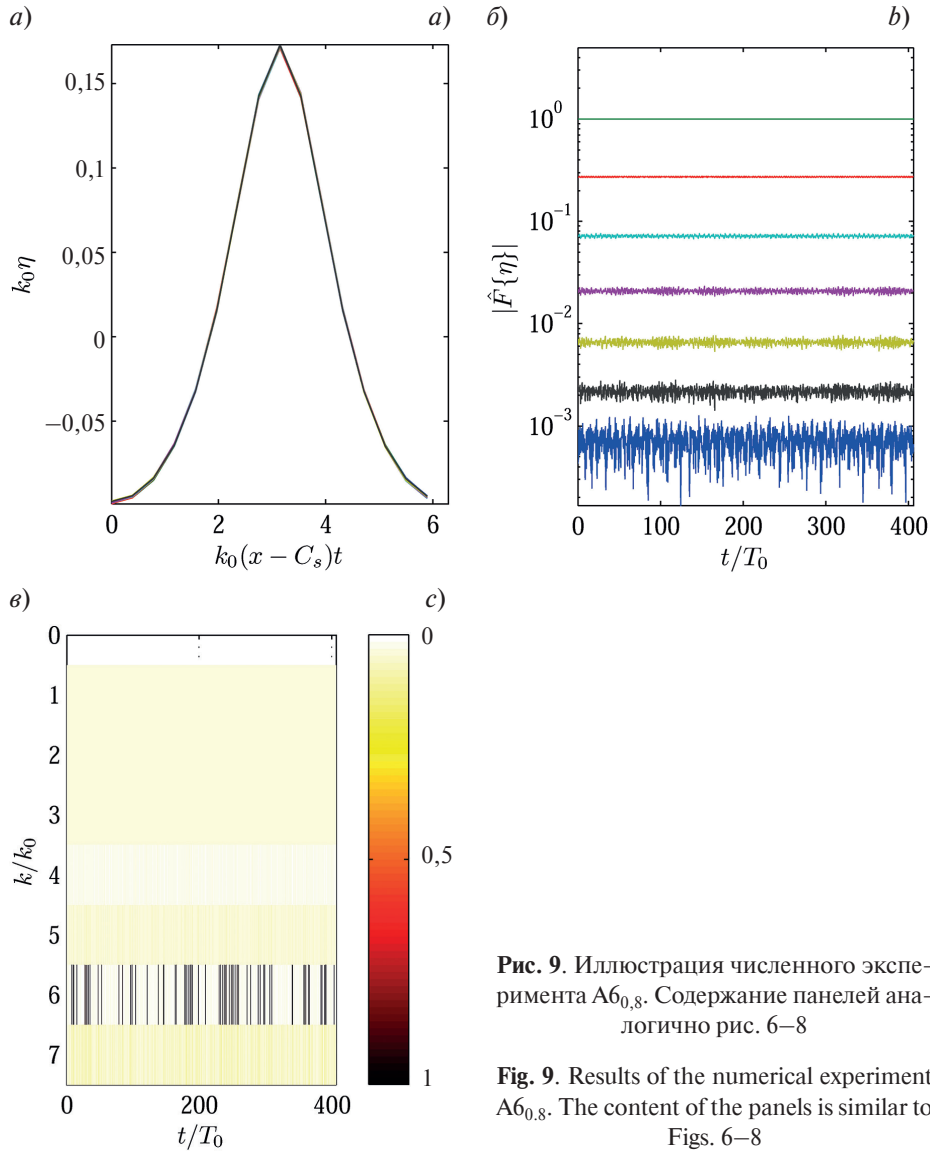 а)
a)
0,15
0,1
0,05
0
−0,05
k₀η
0 2 4 6
k₀(x − Cₛ)t
б)
b)
10⁰
10⁻¹
10⁻²
10⁻³
|F̂{η}|
0 100 200 300 400
t/T₀
в)
c)
0
1
2
3
4
5
6
7
k/k₀
0 200 400
t/T₀
0
0,5
1
Рис. 9. Иллюстрация численного экспе-
римента А6₀,₈. Содержание панелей ана-
логично рис. 6–8
Fig. 9. Results of the numerical experiment
A6₀.₈. The content of the panels is similar to
Figs. 6–8